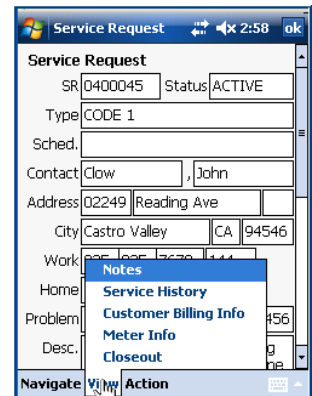 Service Request 2:58 ok
Service Request
SR 0400045 Status ACTIVE
Type CODE 1
Sched.
Contact Clow , John
Address 02249 Reading Ave
City Castro Valley CA 94546
Work
Notes
Home Service History
Problem Customer Billing Info 456
Meter Info
Desc. Closeout
Navigate View Action